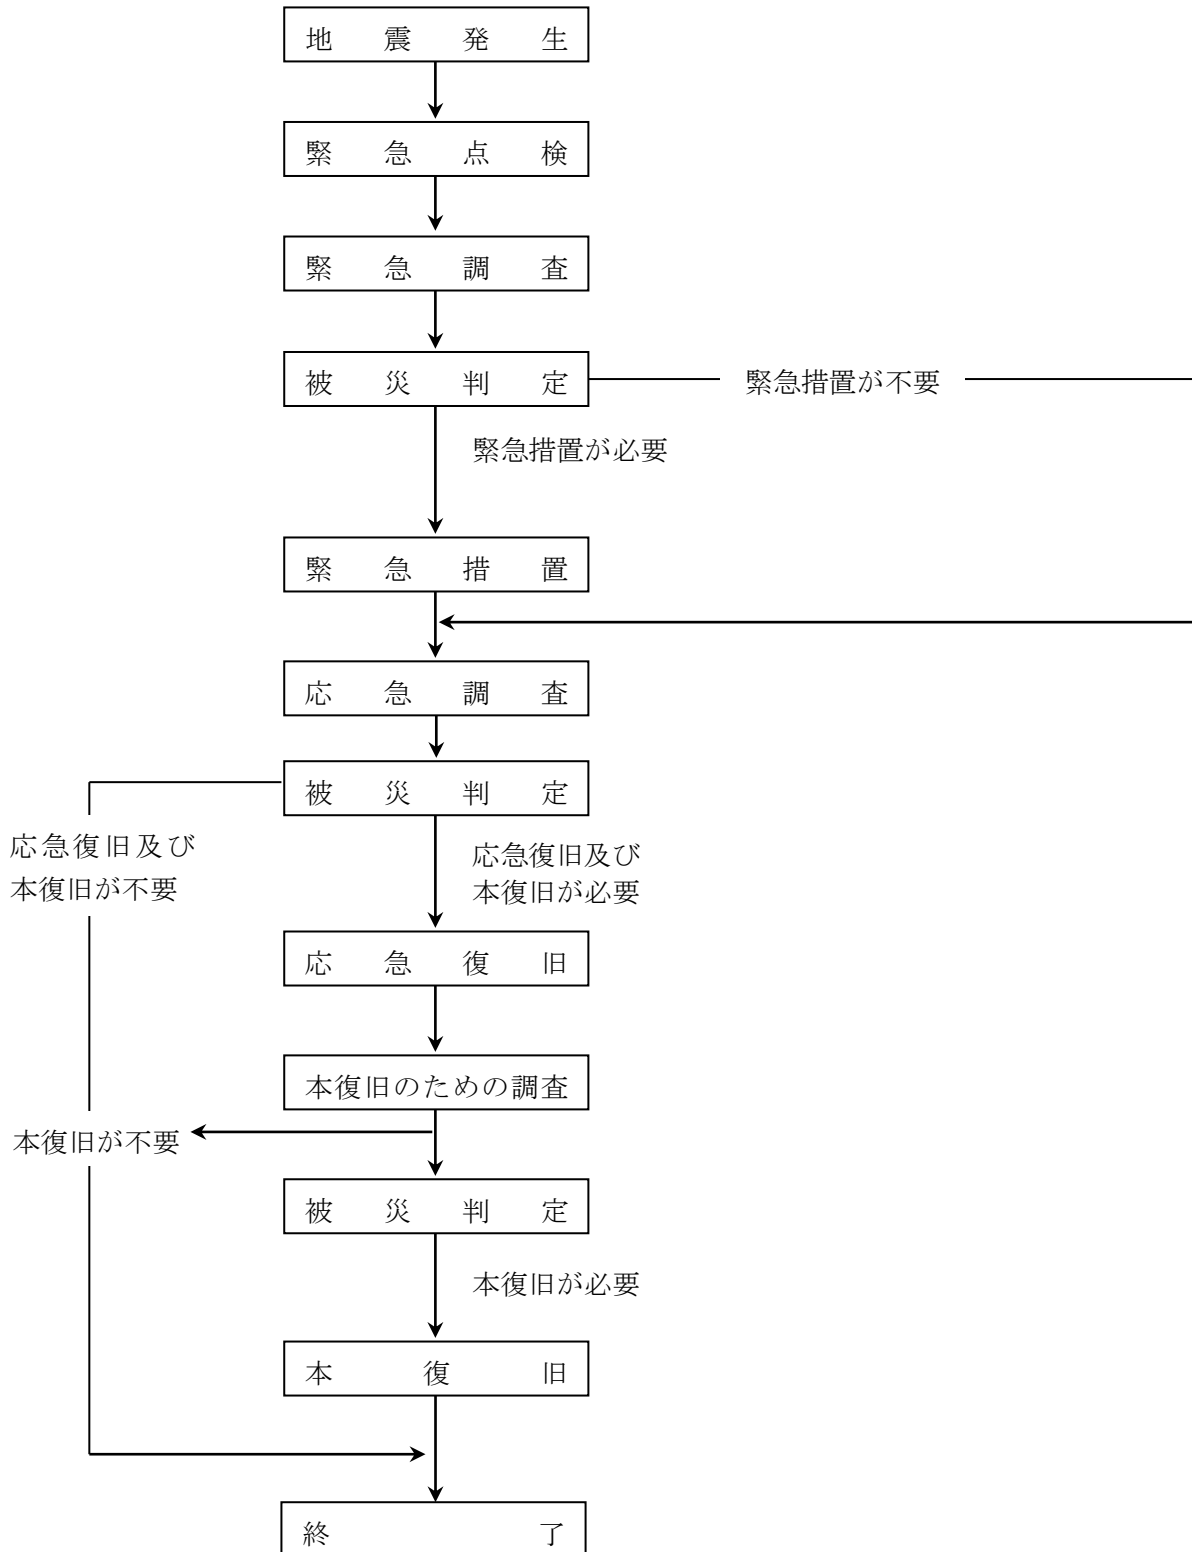 地震発生
緊急点検
緊急調査
被災判定
緊急措置が不要
緊急措置が必要
緊急措置
応急調査
被災判定
応急復旧及び
本復旧が不要
応急復旧及び
本復旧が必要
応急復旧
本復旧のための調査
本復旧が不要
被災判定
本復旧が必要
本復旧
終了